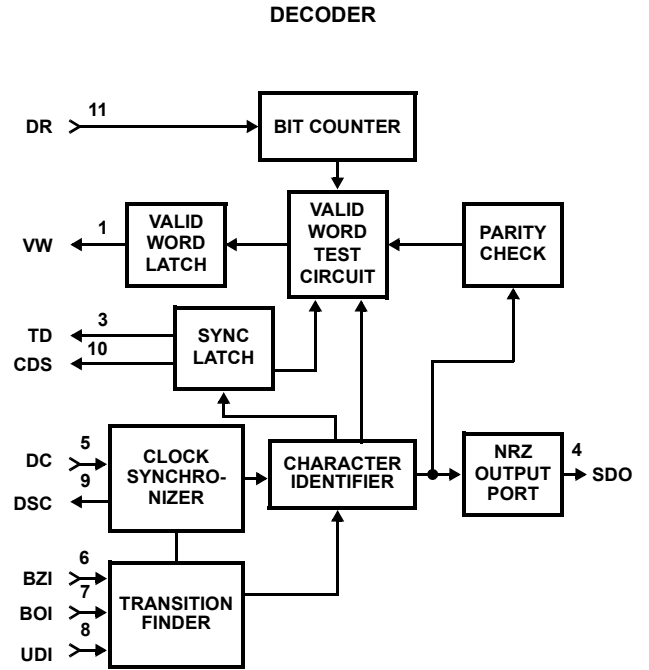 DECODER
DR
11
BIT COUNTER
VW
1
VALID
WORD
LATCH
VALID
WORD
TEST
CIRCUIT
PARITY
CHECK
TD
3
CDS
10
SYNC
LATCH
DC
5
DSC
9
CLOCK
SYNCHRO-
NIZER
CHARACTER
IDENTIFIER
NRZ
OUTPUT
PORT
4
SDO
BZI
6
BOI
7
UDI
8
TRANSITION
FINDER